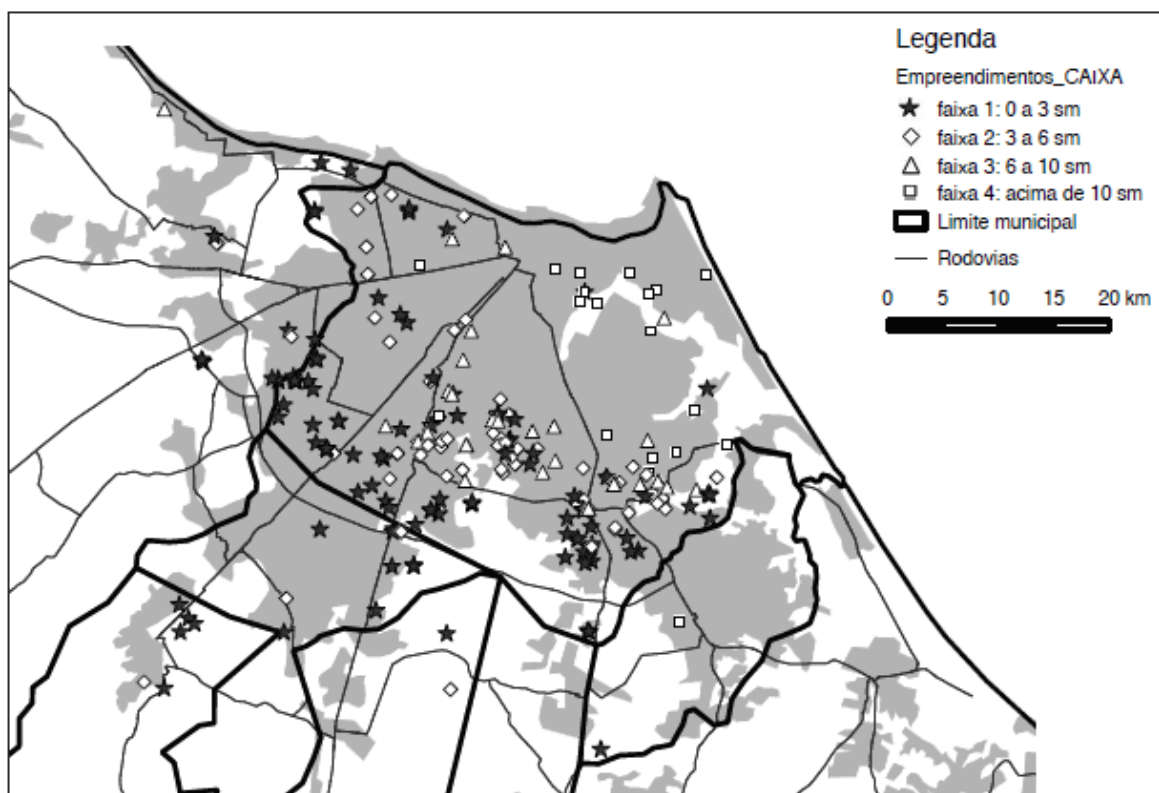 Legenda
Empreendimentos_CAIXA
faixa 1: 0 a 3 sm
faixa 2: 3 a 6 sm
faixa 3: 6 a 10 sm
faixa 4: acima de 10 sm
Limite municipal
Rodovias
0 5 10 15 20 km